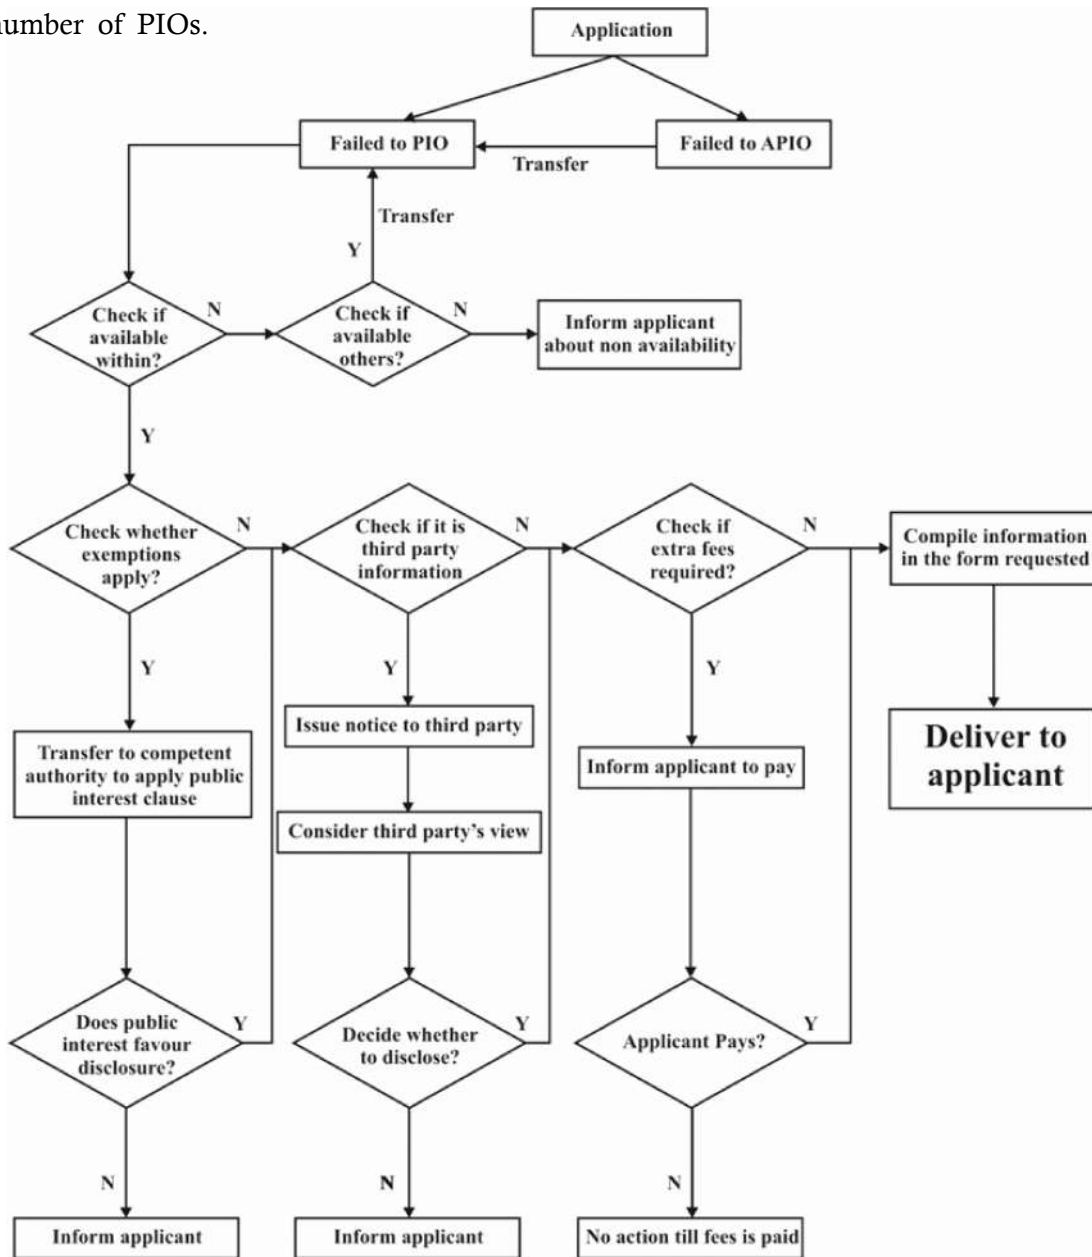 number of PIOs.
Application
Failed to PIO
Failed to APIO
Transfer
Transfer
Y
Check if
available
within?
N
Check if
available
others?
N
Inform applicant
about non availability
Y
Check whether
exemptions
apply?
N
Check if it is
third party
information
N
Check if
extra fees
required?
N
Compile information
in the form requested
Y
Y
Y
Transfer to competent
authority to apply public
interest clause
Issue notice to third party
Consider third party's view
Inform applicant to pay
Deliver to
applicant
Does public
interest favour
disclosure?
Y
Decide whether
to disclose?
Y
Applicant Pays?
Y
N
N
N
Inform applicant
Inform applicant
No action till fees is paid